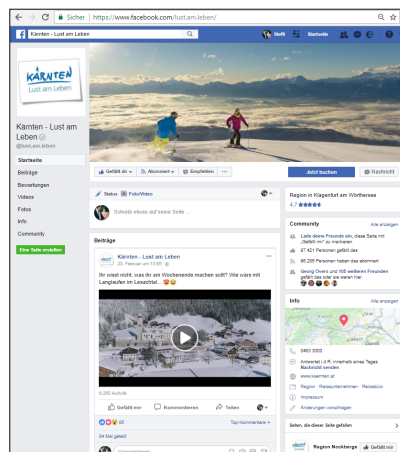 Sicher | https://www.facebook.com/lust.am.leben/
Kärnten - Lust am Leben
Steffi
Startseite
KÄRNTEN
Lust am Leben
Kärnten - Lust am
Leben
@lust.am.leben
Startseite
Beiträge
Bewertungen
Videos
Fotos
Info
Community
Eine Seite erstellen
Gefällt dir
Abonniert
Empfehlen
Jetzt buchen
Nachricht
Status
Foto/Video
Schreib etwas auf seine Seite ...
Beiträge
Kärnten - Lust am Leben
23. Februar um 13:55
Ihr wisst nicht, was ihr am Wochenende machen sollt? Wie wärs mit
Langlaufen im Lesachtal...
6.260 Aufrufe
Gefällt mir
Kommentieren
Teilen
95
Top-Kommentare
34 Mal geteilt
Kommentieren
Region in Klagenfurt am Wörthersee
4,7
Community
Alle anzeigen
Lade deine Freunde ein, diese Seite mit
„Gefällt mir“ zu markieren
97 421 Personen gefällt das
Personen haben das abonniert
Georg Overs und 100 weiteren Freunden
gefällt das oder sie waren hier
Info
Alle anzeigen
0463 3000
Antwortet i.d.R. innerhalb eines Tages
Nachricht senden
www.kaernten.at
Region · Reiseunternehmen · Reisebüro
Impressum
Änderungen vorschlagen
Seiten, die dieser Seite gefallen
Region Nockberge
Gefällt mir